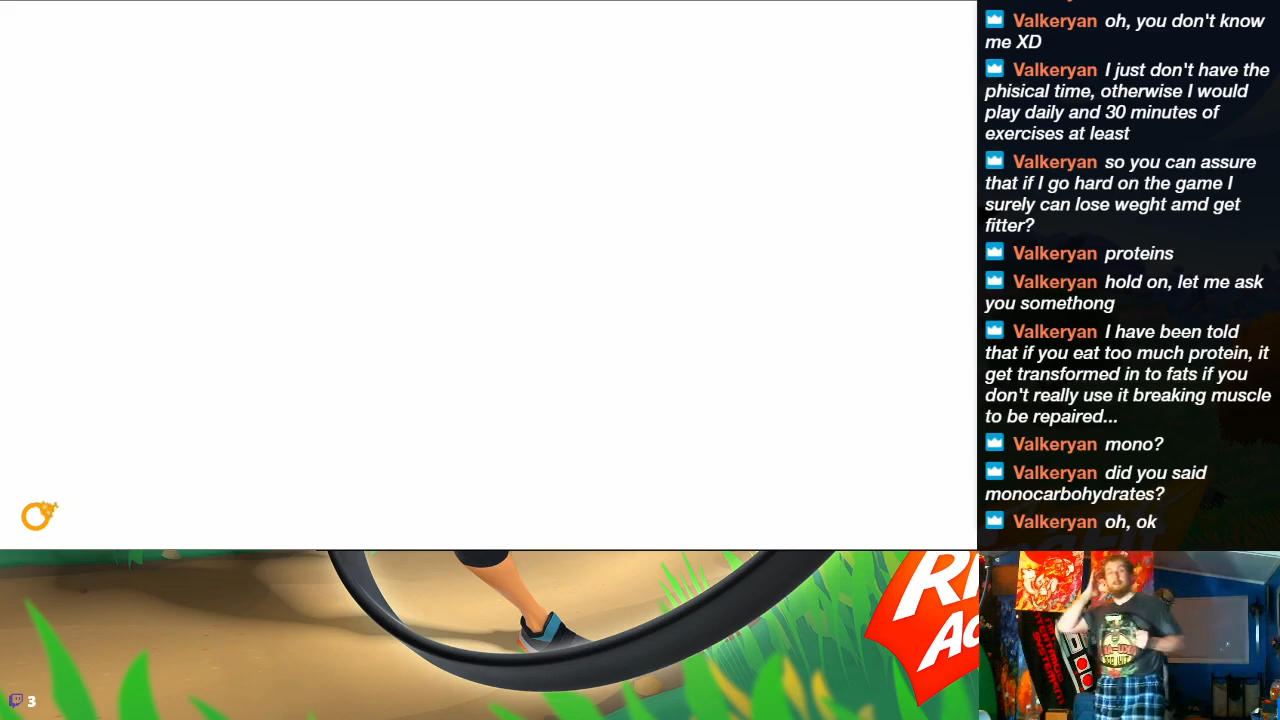 Valkeryan oh, you don't know
me XD
Valkeryan I just don't have the
phisical time, otherwise I would
play daily and 30 minutes of
exercises at least
Valkeryan so you can assure
that if I go hard on the game I
surely can lose weght amd get
fitter?
Valkeryan proteins
Valkeryan hold on, let me ask
you somethong
Valkeryan I have been told
that if you eat too much protein, it
get transformed in to fats if you
don't really use it breaking muscle
to be repaired...
Valkeryan mono?
Valkeryan did you said
monocarbohydrates?
Valkeryan oh, ok
3